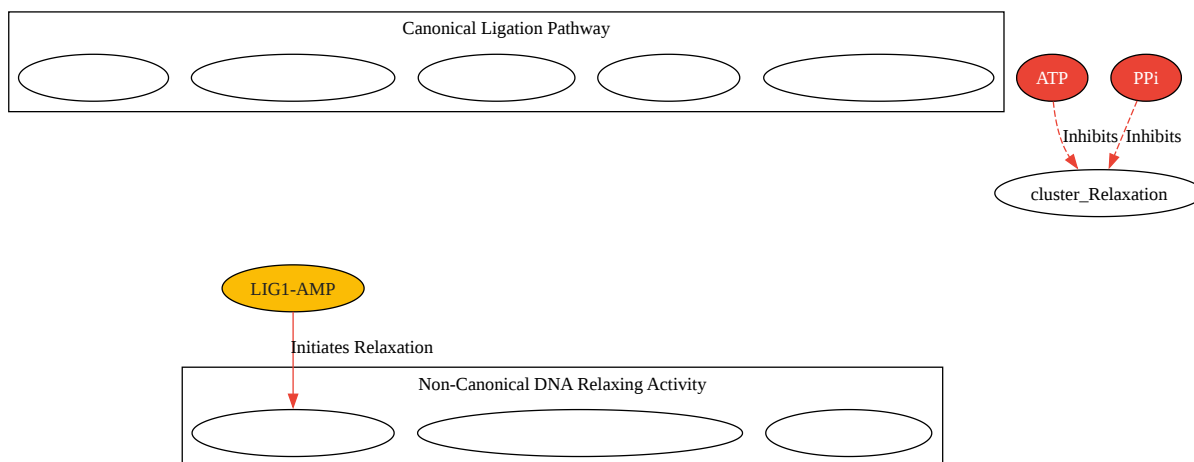 Canonical Ligation Pathway
ATP
PPi
Inhibits
Inhibits
cluster_Relaxation
LIG1-AMP
Initiates Relaxation
Non-Canonical DNA Relaxing Activity